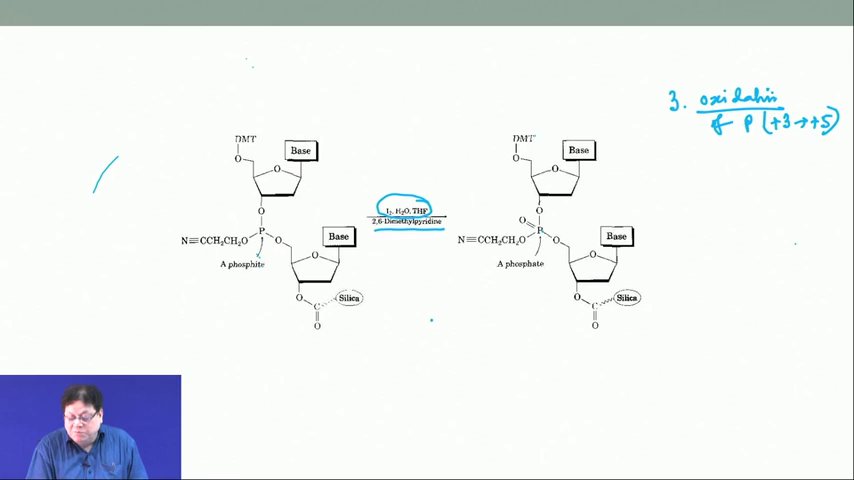 3. oxidation
of P (+3→+5)
DMT
O
Base
O
O
P
N≡CCH₂CH₂O
O
Base
A phosphite
O
O
C
Silica
O
I₂, H₂O, THF
2,6-Dimethylpyridine
DMT
O
Base
O
O
O
P
N≡CCH₂CH₂O
O
Base
A phosphate
O
O
C
Silica
O